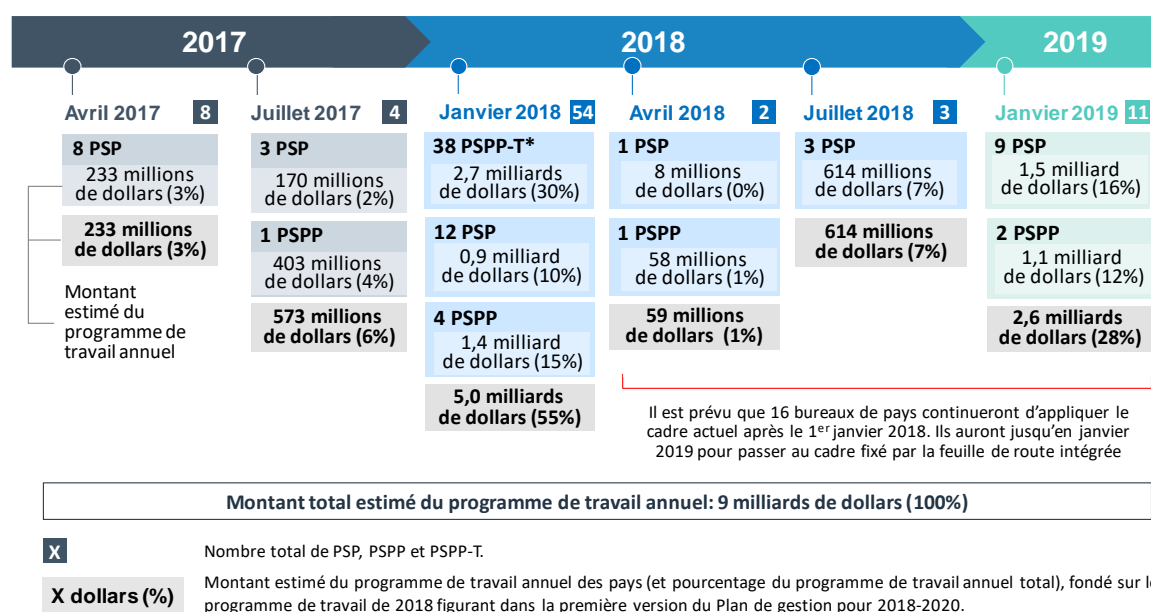 2017
2018
2019
Avril 2017 8
8 PSP
233 millions
de dollars (3%)
233 millions
de dollars (3%)
Montant
estimé du
programme de
travail annuel
Juillet 2017 4
3 PSP
170 millions
de dollars (2%)
1 PSPP
403 millions
de dollars (4%)
573 millions
de dollars (6%)
Janvier 2018 54
38 PSPP-T*
2,7 milliards
de dollars (30%)
12 PSP
0,9 milliard
de dollars (10%)
4 PSPP
1,4 milliard
de dollars (15%)
5,0 milliards
de dollars (55%)
Avril 2018 2
1 PSP
8 millions
de dollars (0%)
1 PSPP
58 millions
de dollars (1%)
59 millions
de dollars (1%)
Juillet 2018 3
3 PSP
614 millions
de dollars (7%)
614 millions
de dollars (7%)
Janvier 2019 11
9 PSP
1,5 milliard
de dollars (16%)
2 PSPP
1,1 milliard
de dollars (12%)
2,6 milliards
de dollars (28%)
Il est prévu que 16 bureaux de pays continueront d'appliquer le
cadre actuel après le 1er janvier 2018. Ils auront jusqu'en janvier
2019 pour passer au cadre fixé par la feuille de route intégrée
Montant total estimé du programme de travail annuel: 9 milliards de dollars (100%)
X Nombre total de PSP, PSPP et PSPP-T.
X dollars (%) Montant estimé du programme de travail annuel des pays (et pourcentage du programme de travail annuel total), fondé sur le
programme de travail de 2018 figurant dans la première version du Plan de gestion pour 2018-2020.